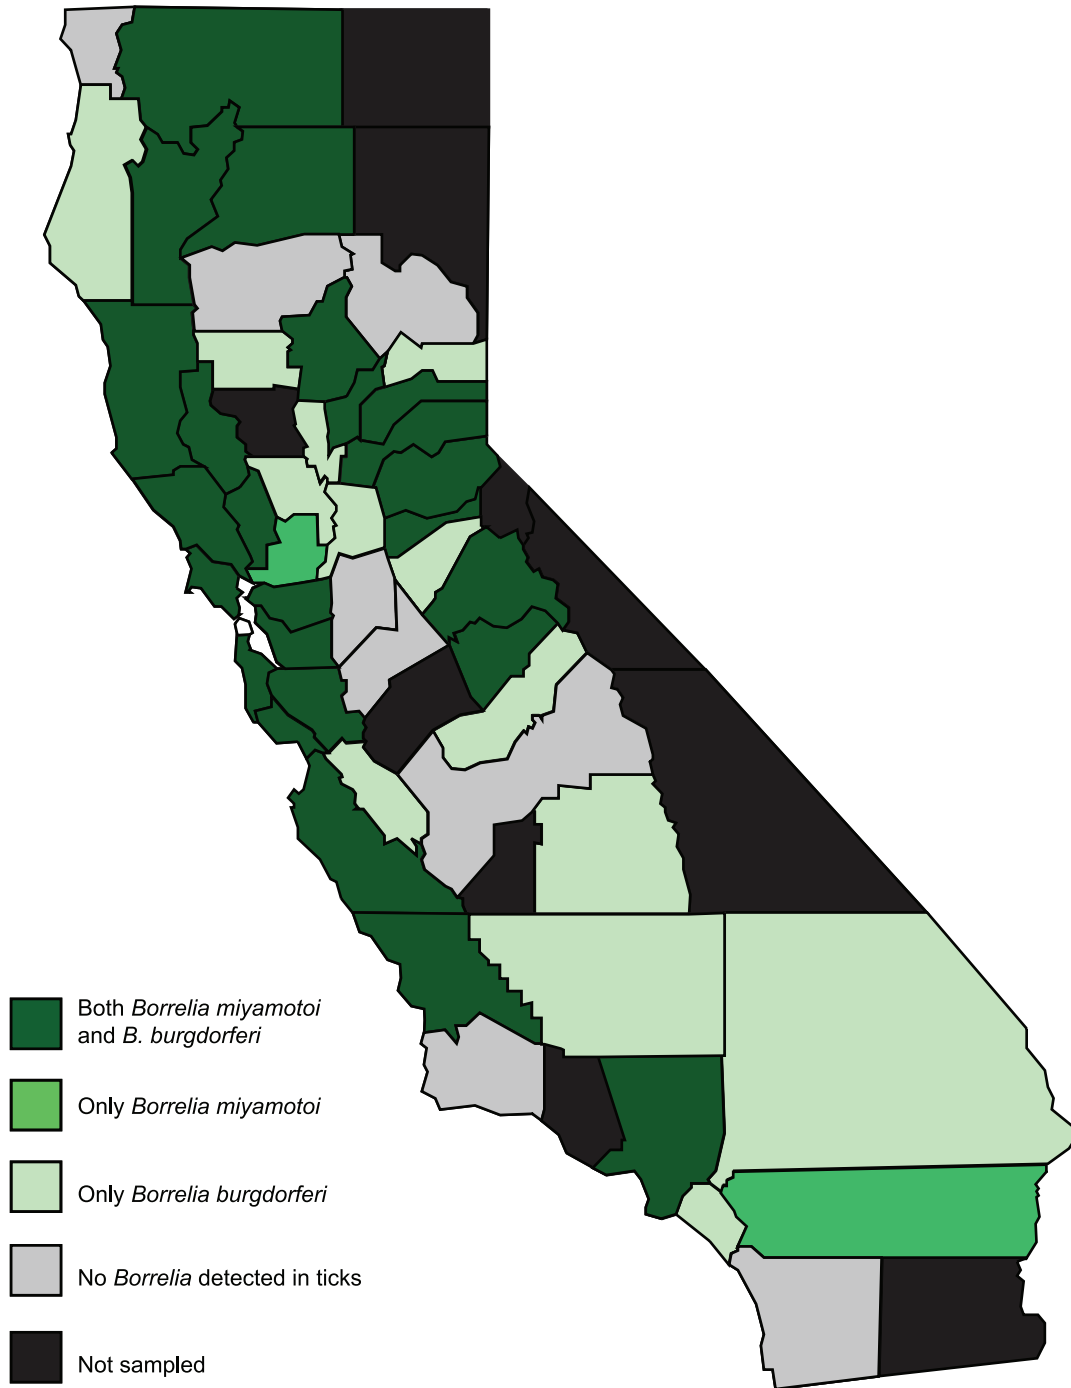 Both Borrelia miyamotoi
and B. burgdorferi
Only Borrelia miyamotoi
Only Borrelia burgdorferi
No Borrelia detected in ticks
Not sampled